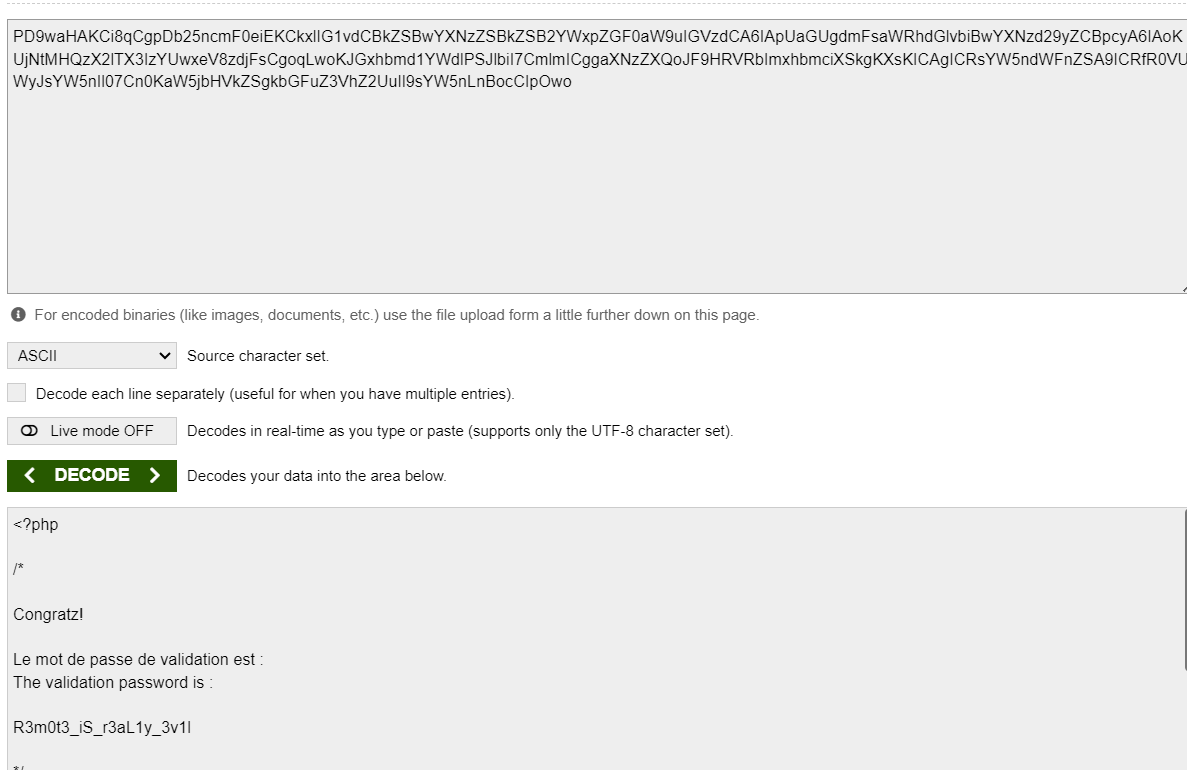 PD9waHAKCi8qCgpDb25ncmF0eiEKCkxlIG1vdCBkZSBwYXNzZSBkZSB2YWxpZGF0aW9uIGVzdCA6IApUaGUgdmFsaWRhdGlvbiBwYXNzd29yZCBpcyA6IAoK
UjNtMHQzX2lTX3IzYUwxeV8zdjFsCgoqLwoKJGxhbmd1YWdlPSJlbiI7CmlmICggaXNzZXQoJF9HRVRbImxhbmciXSkgKXsKICAgICRsYW5ndWFnZSA9ICRfR0VU
WyJsYW5nIl07Cn0KaW5jbHVkZSgkbGFuZ3VhZ2UuIl9sYW5nLnBocCIpOwo
For encoded binaries (like images, documents, etc.) use the file upload form a little further down on this page.
ASCII Source character set.
Decode each line separately (useful for when you have multiple entries).
Live mode OFF Decodes in real-time as you type or paste (supports only the UTF-8 character set).
< DECODE > Decodes your data into the area below.
<?php
/*
Congratz!
Le mot de passe de validation est :
The validation password is :
R3m0t3_iS_r3aL1y_3v1l
*/